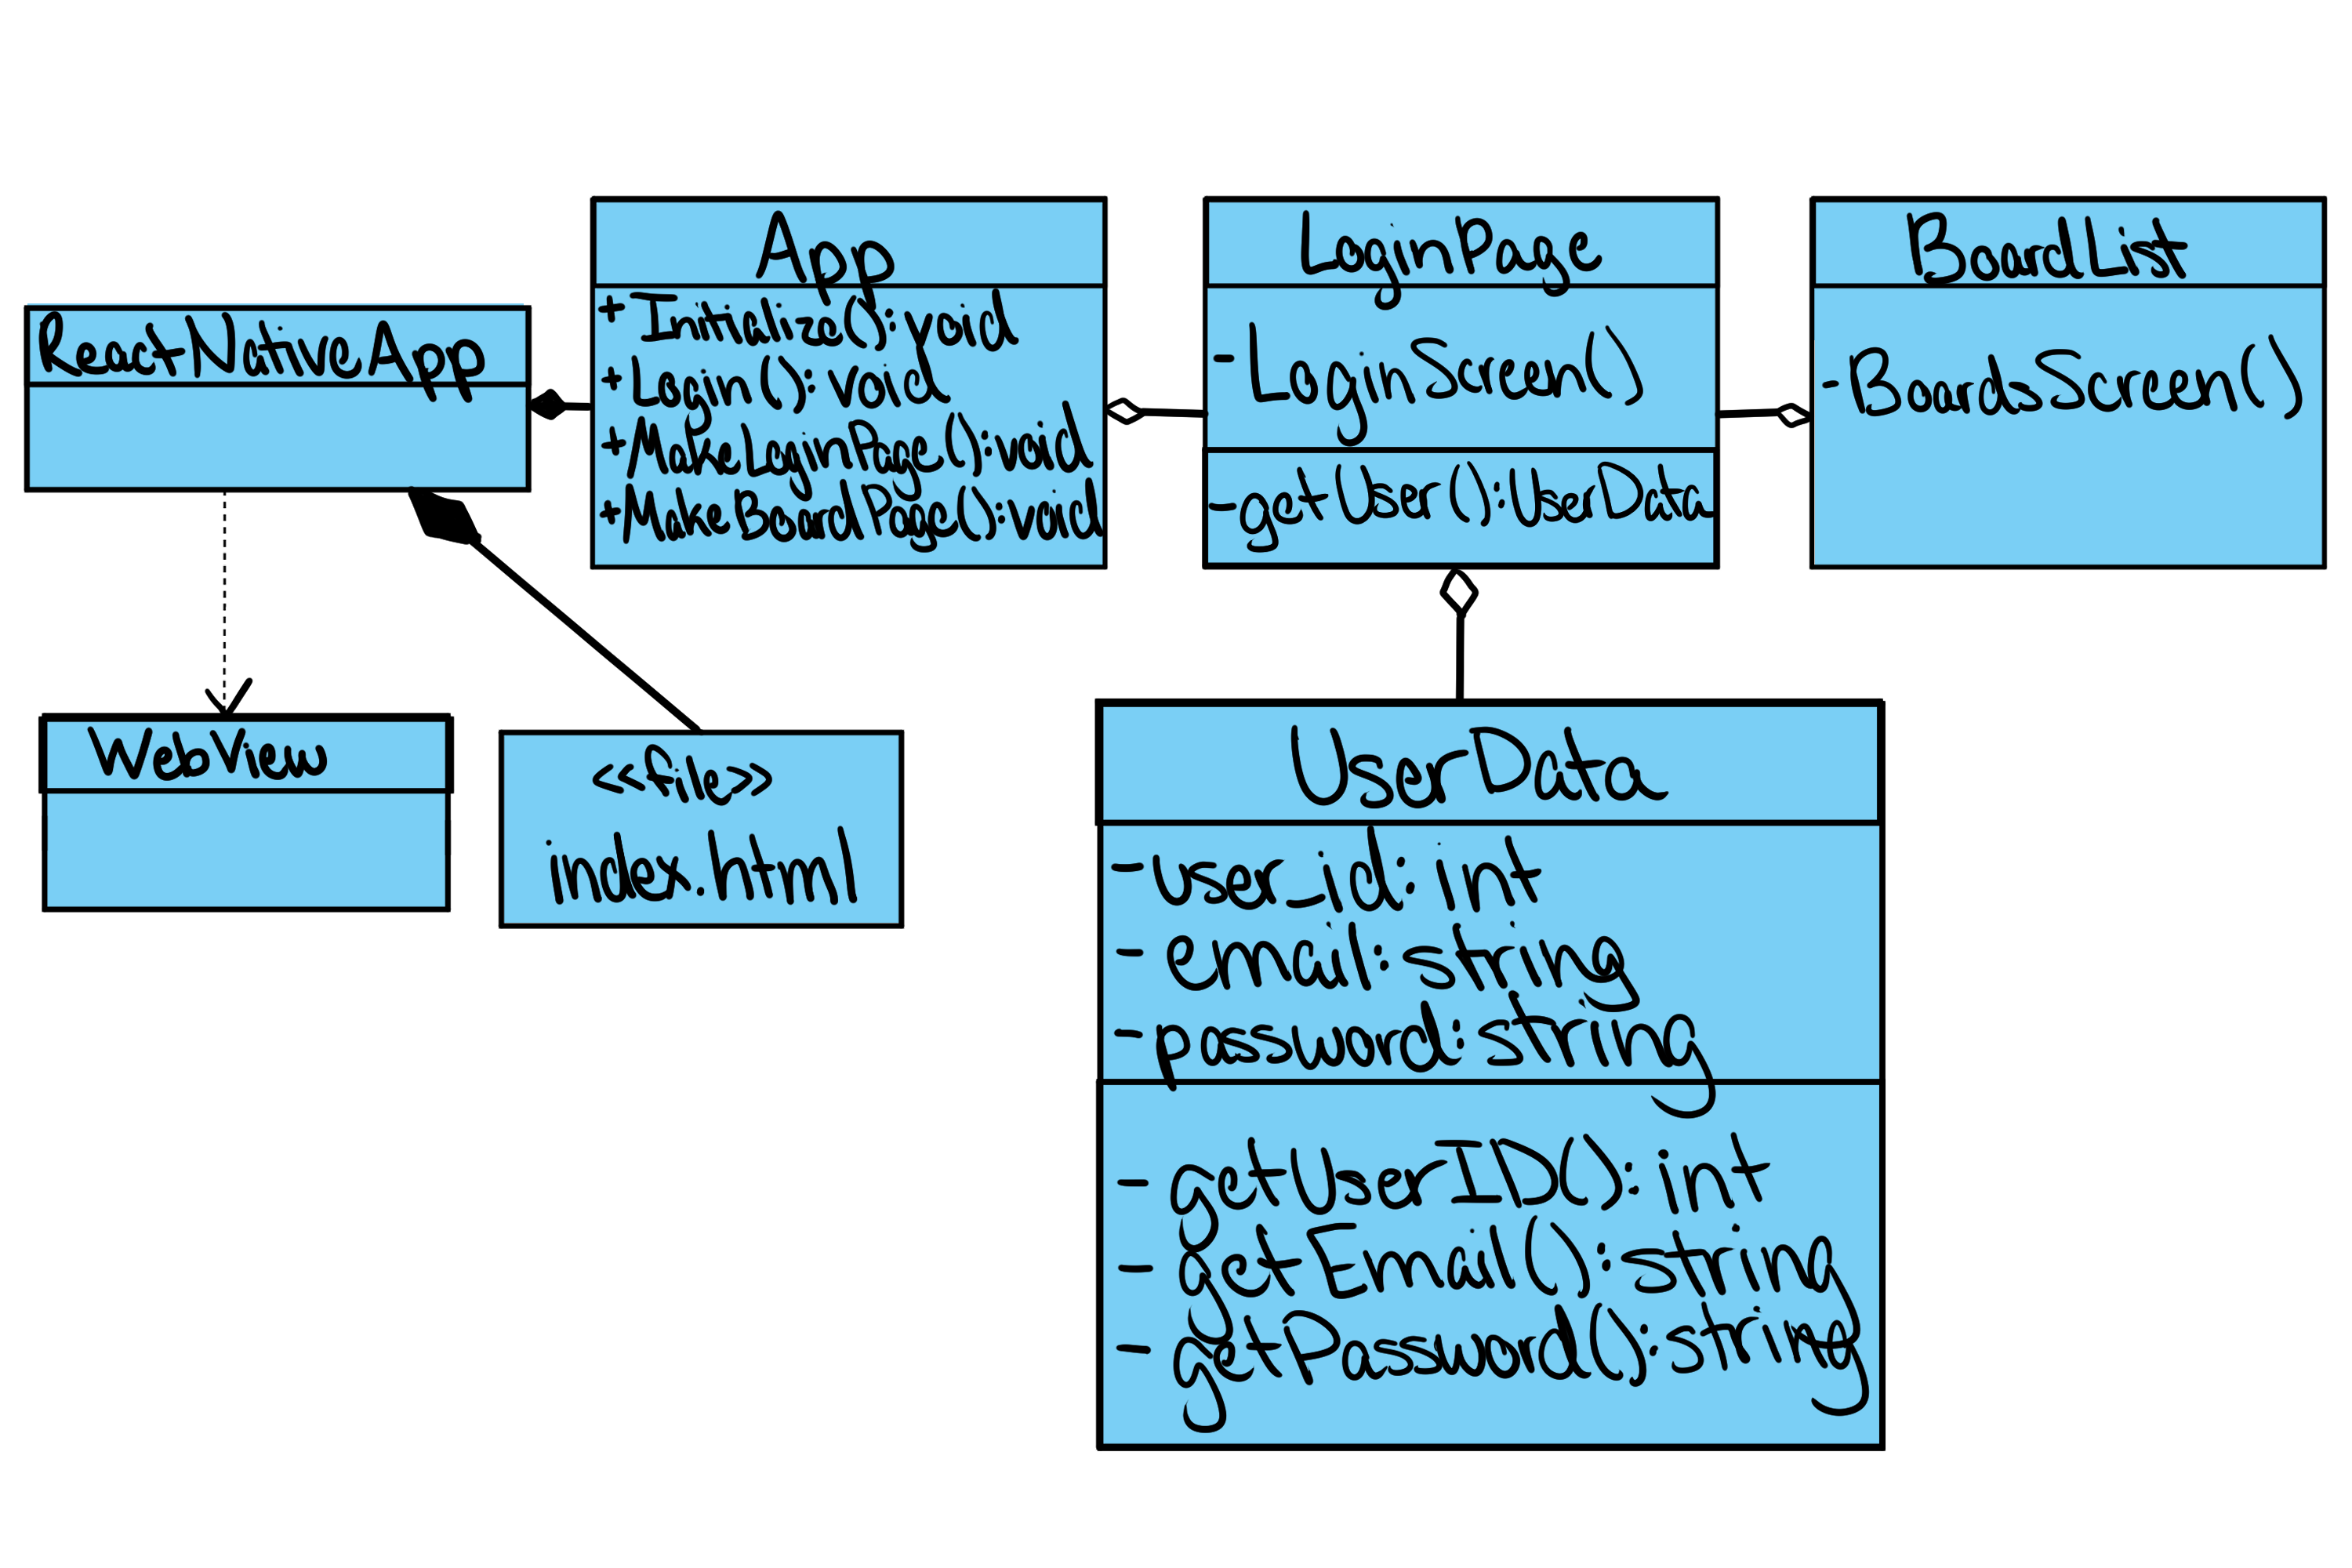 ReactNativeApp
App
+ Initialize(): void
+ Login(): void
+ MakeLoginPage(): void
+ MakeBoardPage(): void
LoginPage
- LoginScreen()
- getUser(): UserData
BoardList
- BoardsScreen()
WebView
<<file>>
index.html
UserData
- user_id: int
- email: string
- password: string
- getUserID(): int
- getEmail(): string
- getPassword(): string